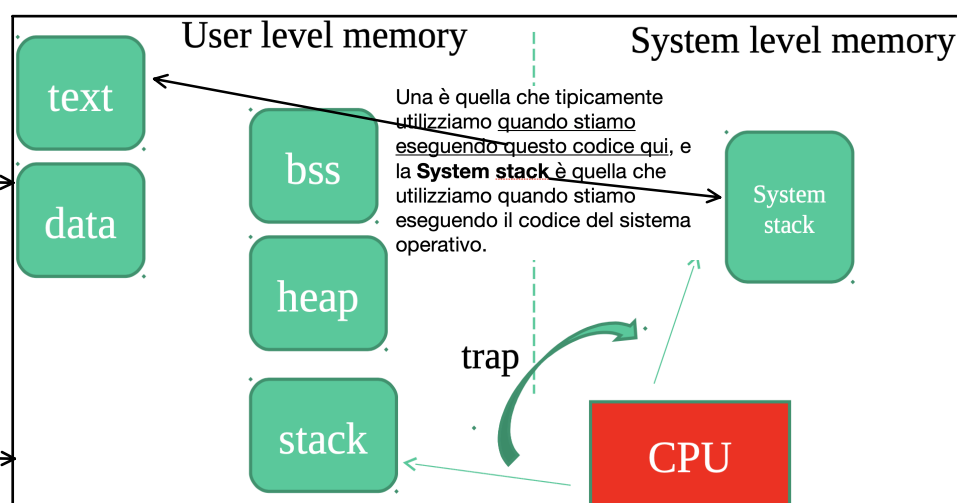 User level memory
System level memory
text
data
bss
heap
stack
Una è quella che tipicamente
utilizziamo quando stiamo
eseguendo questo codice qui, e
la System stack è quella che
utilizziamo quando stiamo
eseguendo il codice del sistema
operativo.
System
stack
trap
CPU